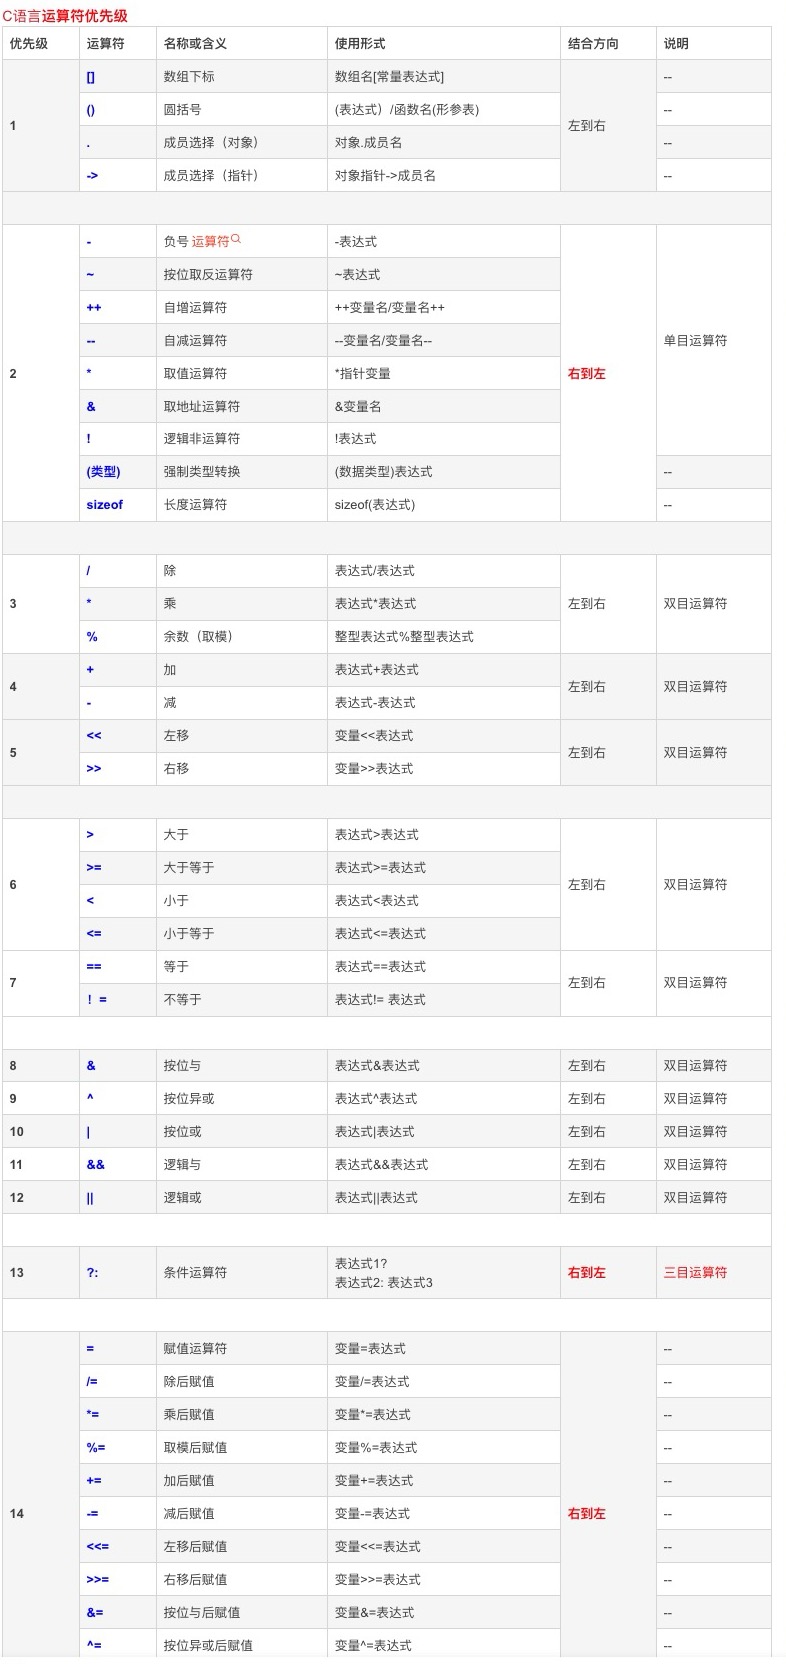 C语言运算符优先级
优先级 运算符 名称或含义 使用形式 结合方向 说明
1 左到右
[] 数组下标 数组名[常量表达式] --
() 圆括号 (表达式）/函数名(形参表) --
. 成员选择（对象） 对象.成员名 --
-> 成员选择（指针） 对象指针->成员名 --
2 右到左 单目运算符
- 负号 运算符 -表达式
~ 按位取反运算符 ~表达式
++ 自增运算符 ++变量名/变量名++
-- 自减运算符 --变量名/变量名--
* 取值运算符 *指针变量
& 取地址运算符 &变量名
! 逻辑非运算符 !表达式
(类型) 强制类型转换 (数据类型)表达式 --
sizeof 长度运算符 sizeof(表达式) --
3 左到右 双目运算符
/ 除 表达式/表达式
* 乘 表达式*表达式
% 余数（取模） 整型表达式%整型表达式
4 左到右 双目运算符
+ 加 表达式+表达式
- 减 表达式-表达式
5 左到右 双目运算符
<< 左移 变量<<表达式
>> 右移 变量>>表达式
6 左到右 双目运算符
> 大于 表达式>表达式
>= 大于等于 表达式>=表达式
< 小于 表达式<表达式
<= 小于等于 表达式<=表达式
7 左到右 双目运算符
== 等于 表达式==表达式
！= 不等于 表达式!= 表达式
8 & 按位与 表达式&表达式 左到右 双目运算符
9 ^ 按位异或 表达式^表达式 左到右 双目运算符
10 | 按位或 表达式|表达式 左到右 双目运算符
11 && 逻辑与 表达式&&表达式 左到右 双目运算符
12 || 逻辑或 表达式||表达式 左到右 双目运算符
13 ?: 条件运算符 表达式1? 右到左 三目运算符
表达式2: 表达式3
14 右到左
= 赋值运算符 变量=表达式 --
/= 除后赋值 变量/=表达式 --
*= 乘后赋值 变量*=表达式 --
%= 取模后赋值 变量%=表达式 --
+= 加后赋值 变量+=表达式 --
-= 减后赋值 变量-=表达式 --
<<= 左移后赋值 变量<<=表达式 --
>>= 右移后赋值 变量>>=表达式 --
&= 按位与后赋值 变量&=表达式 --
^= 按位异或后赋值 变量^=表达式 --